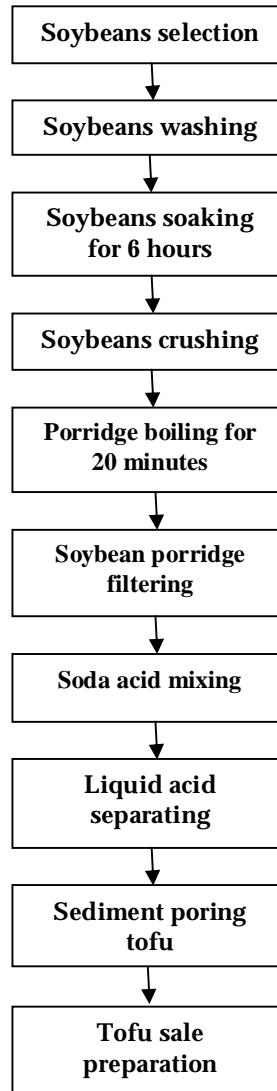 Soybeans selection
Soybeans washing
Soybeans soaking
for 6 hours
Soybeans crushing
Porridge boiling for
20 minutes
Soybean porridge
filtering
Soda acid mixing
Liquid acid
separating
Sediment poring
tofu
Tofu sale
preparation